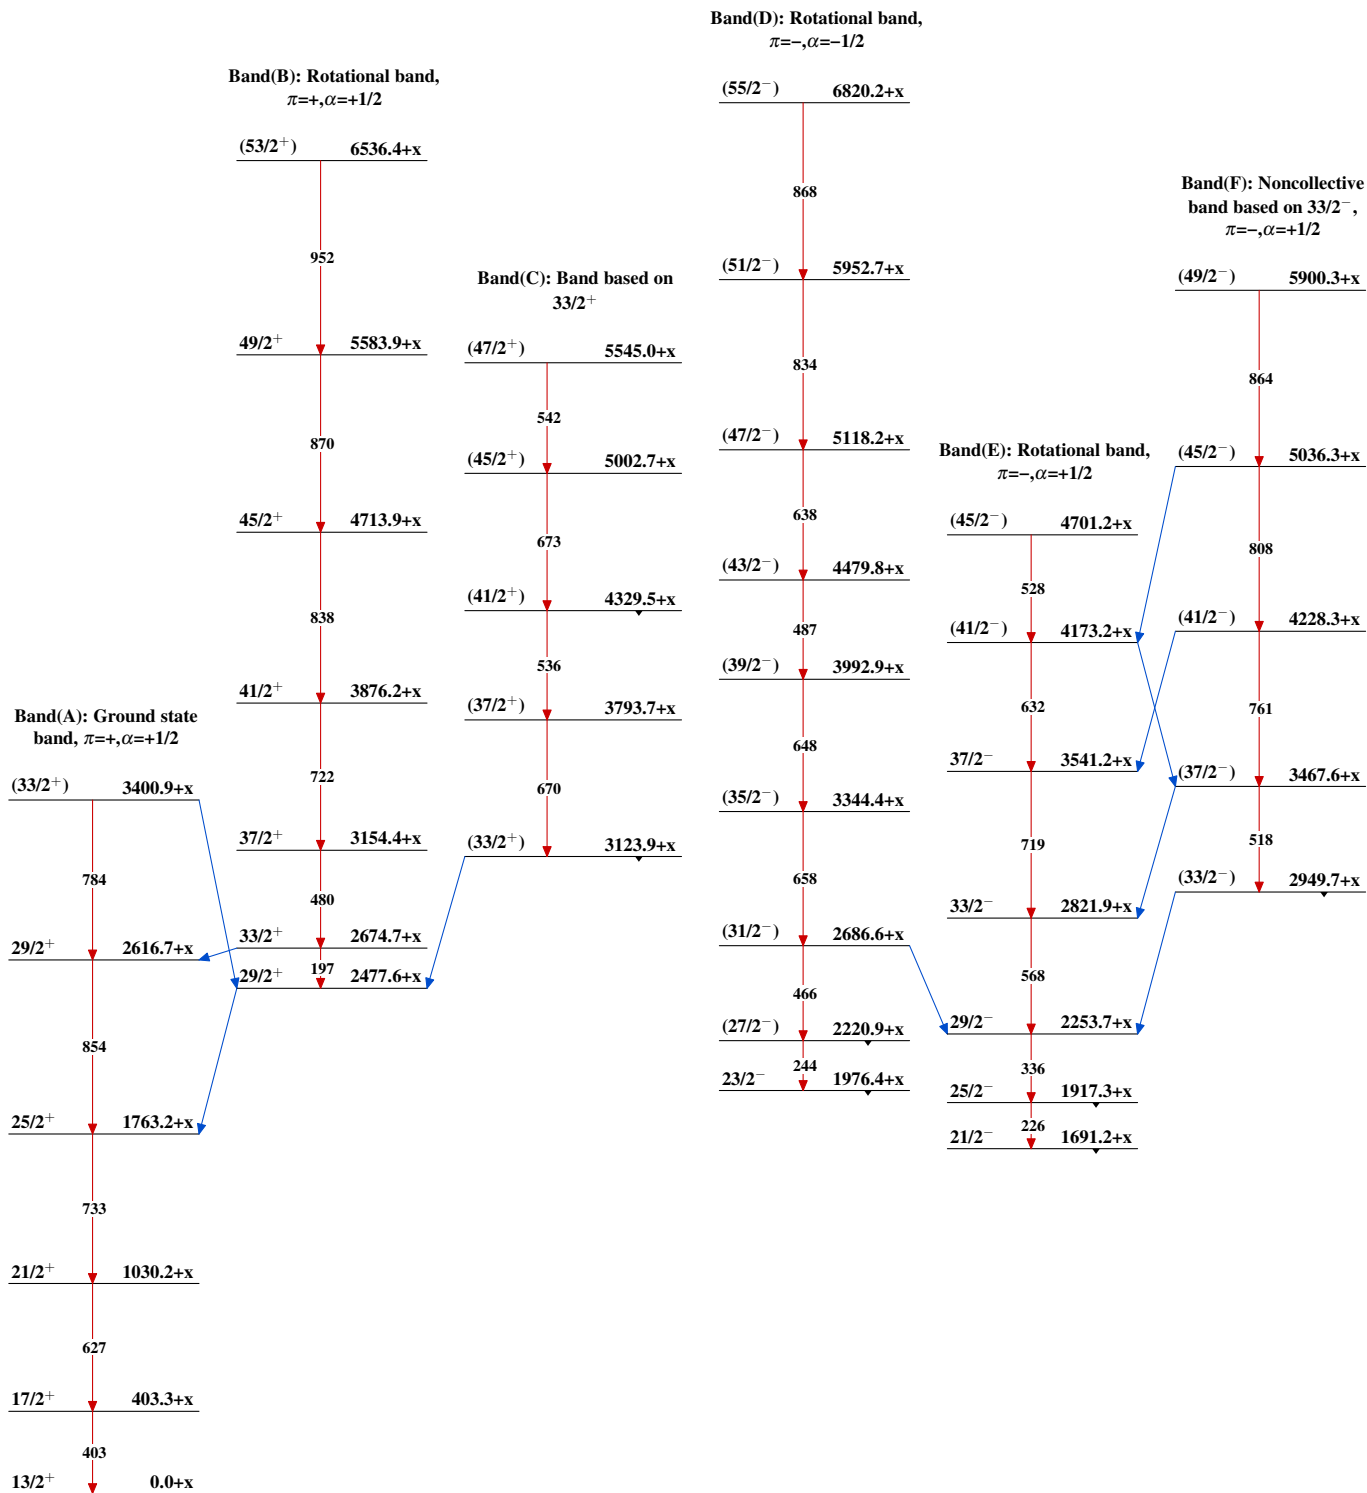 Band(A): Ground state
band, π=+,α=+1/2
(33/2⁺) 3400.9+x
784
29/2⁺ 2616.7+x
854
25/2⁺ 1763.2+x
733
21/2⁺ 1030.2+x
627
17/2⁺ 403.3+x
403
13/2⁺ 0.0+x
Band(B): Rotational band,
π=+,α=+1/2
(53/2⁺) 6536.4+x
952
49/2⁺ 5583.9+x
870
45/2⁺ 4713.9+x
838
41/2⁺ 3876.2+x
722
37/2⁺ 3154.4+x
480
33/2⁺ 2674.7+x
197
29/2⁺ 2477.6+x
Band(C): Band based on
33/2⁺
(47/2⁺) 5545.0+x
542
(45/2⁺) 5002.7+x
673
(41/2⁺) 4329.5+x
536
(37/2⁺) 3793.7+x
670
(33/2⁺) 3123.9+x
Band(D): Rotational band,
π=−,α=−1/2
(55/2⁻) 6820.2+x
868
(51/2⁻) 5952.7+x
834
(47/2⁻) 5118.2+x
638
(43/2⁻) 4479.8+x
487
(39/2⁻) 3992.9+x
648
(35/2⁻) 3344.4+x
658
(31/2⁻) 2686.6+x
466
(27/2⁻) 2220.9+x
244
23/2⁻ 1976.4+x
Band(E): Rotational band,
π=−,α=+1/2
(45/2⁻) 4701.2+x
528
(41/2⁻) 4173.2+x
632
37/2⁻ 3541.2+x
719
33/2⁻ 2821.9+x
568
29/2⁻ 2253.7+x
336
25/2⁻ 1917.3+x
226
21/2⁻ 1691.2+x
Band(F): Noncollective
band based on 33/2⁻,
π=−,α=+1/2
(49/2⁻) 5900.3+x
864
(45/2⁻) 5036.3+x
808
(41/2⁻) 4228.3+x
761
(37/2⁻) 3467.6+x
518
(33/2⁻) 2949.7+x